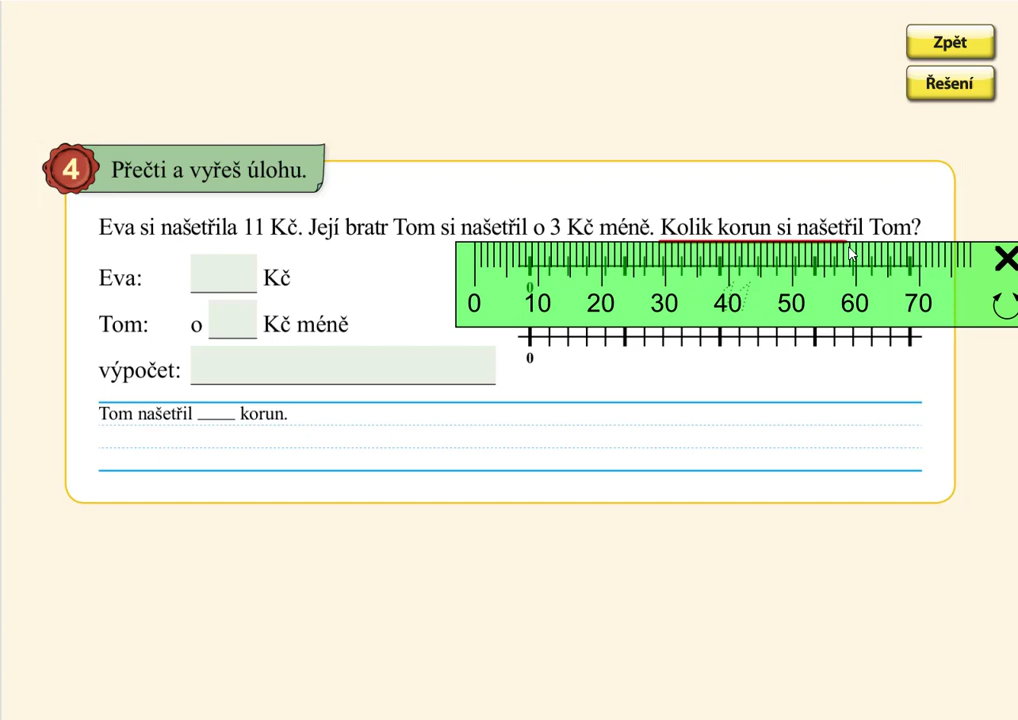 Zpět
Řešení
4 Přečti a vyřeš úlohu.
Eva si našetřila 11 Kč. Její bratr Tom si našetřil o 3 Kč méně. Kolik korun si našetřil Tom?
Eva: Kč
0
0 10 20 30 40 50 60 70
Tom: o Kč méně
0
výpočet:
Tom našetřil ____ korun.